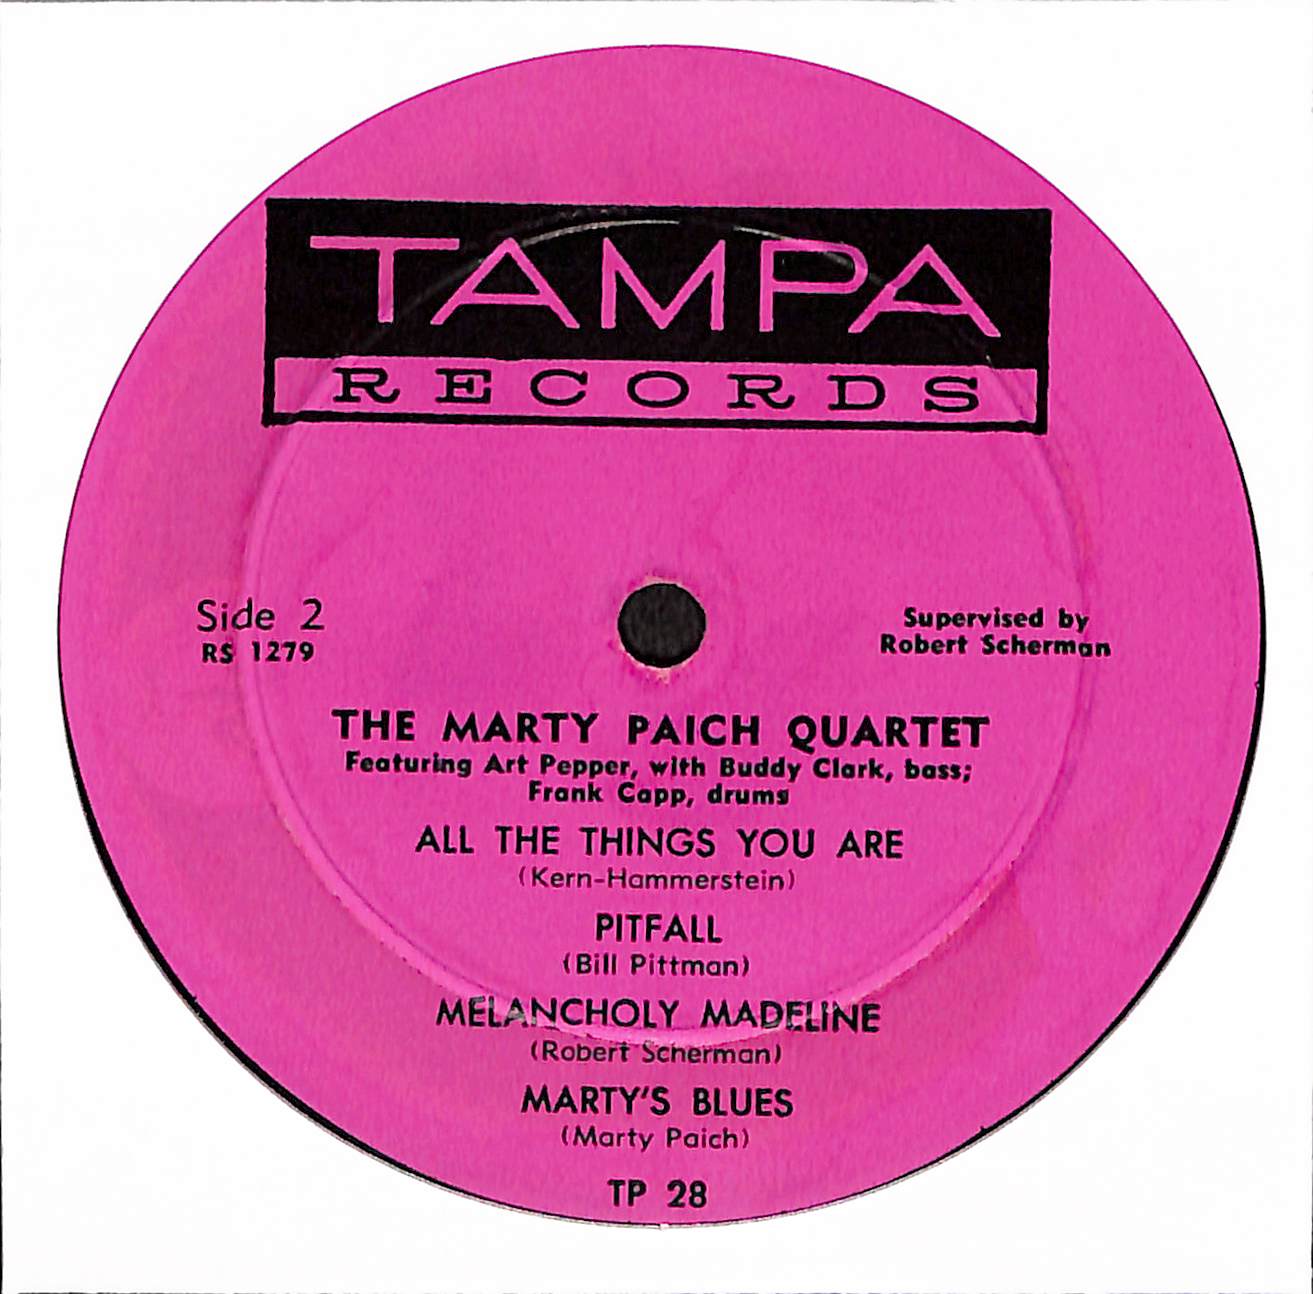 TAMPA
RECORDS
Side 2
RS 1279
Supervised by
Robert Scherman
THE MARTY PAICH QUARTET
Featuring Art Pepper, with Buddy Clark, bass;
Frank Capp, drums
ALL THE THINGS YOU ARE
(Kern-Hammerstein)
PITFALL
(Bill Pittman)
MELANCHOLY MADELINE
(Robert Scherman)
MARTY'S BLUES
(Marty Paich)
TP 28